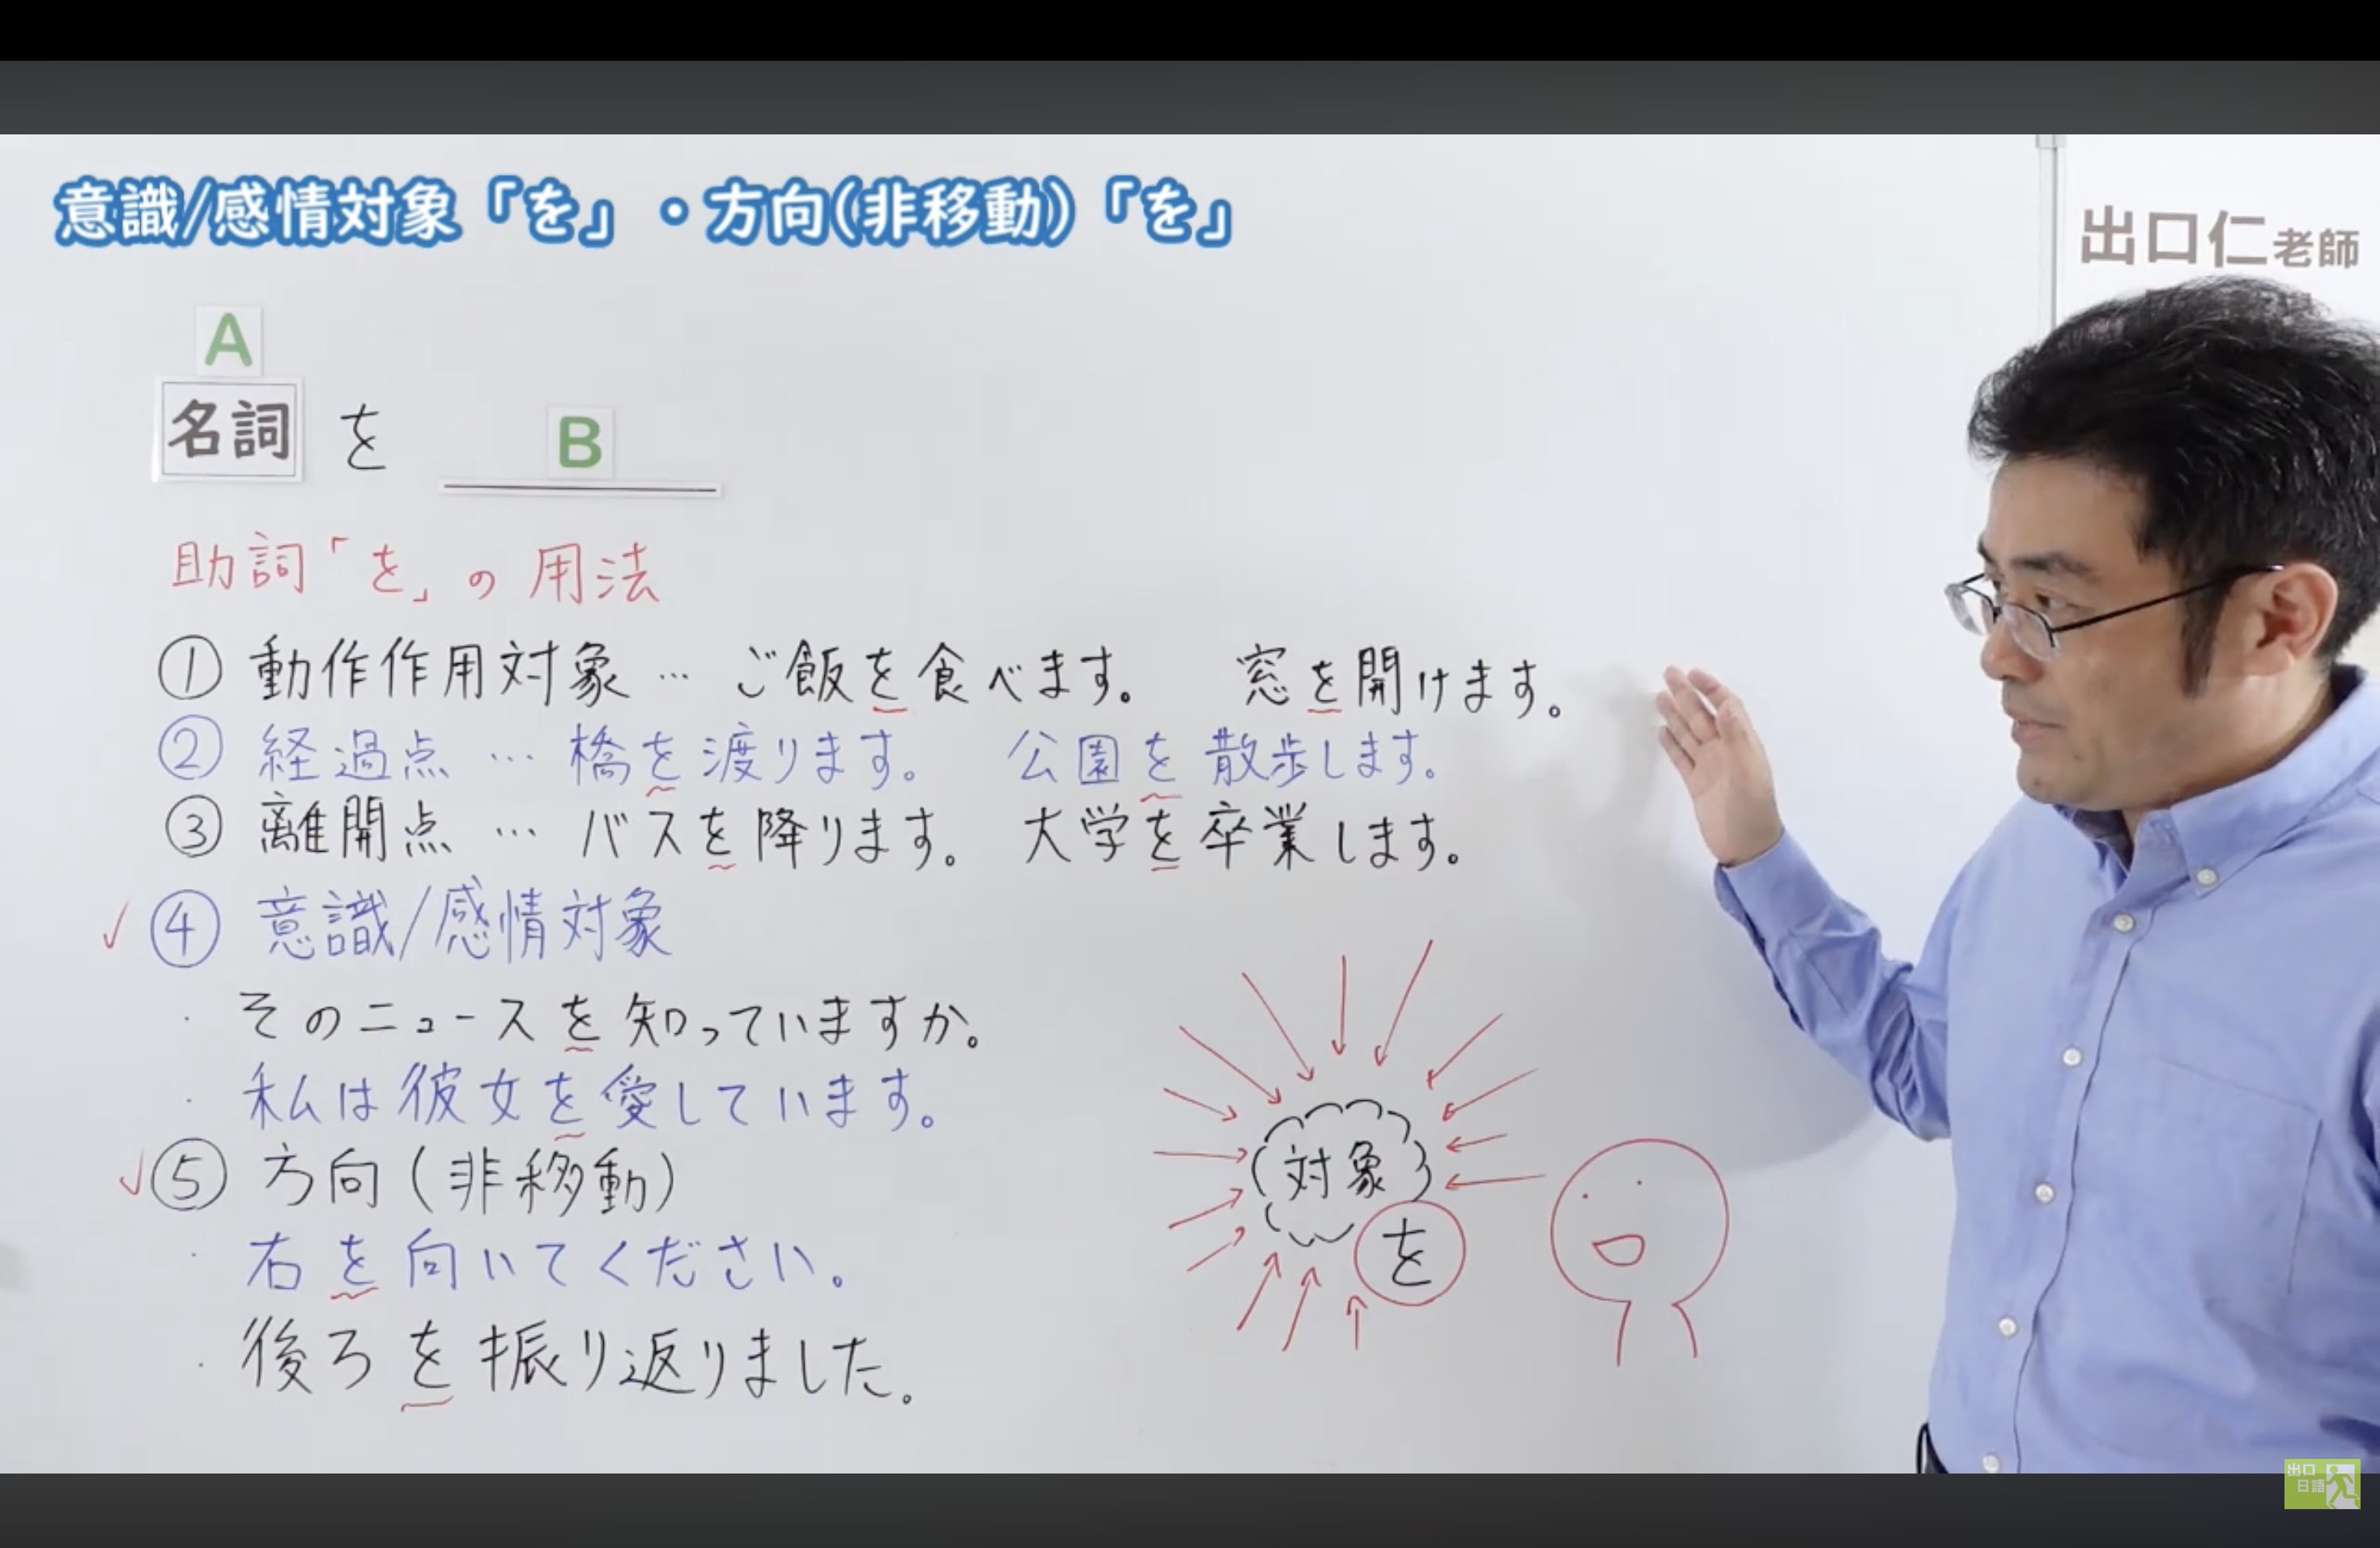 意識/感情対象「を」・方向(非移動)「を」
出口仁老師
A
名詞 を B
助詞「を」の用法
① 動作作用対象 … ご飯を食べます。 窓を開けます。
② 経過点 … 橋を渡ります。 公園を散歩します。
③ 離開点 … バスを降ります。 大学を卒業します。
✓④ 意識/感情対象
・そのニュースを知っていますか。
・私は彼女を愛しています。
✓⑤ 方向(非移動)
・右を向いてください。
・後ろを振り返りました。
対象
を
出口
日語